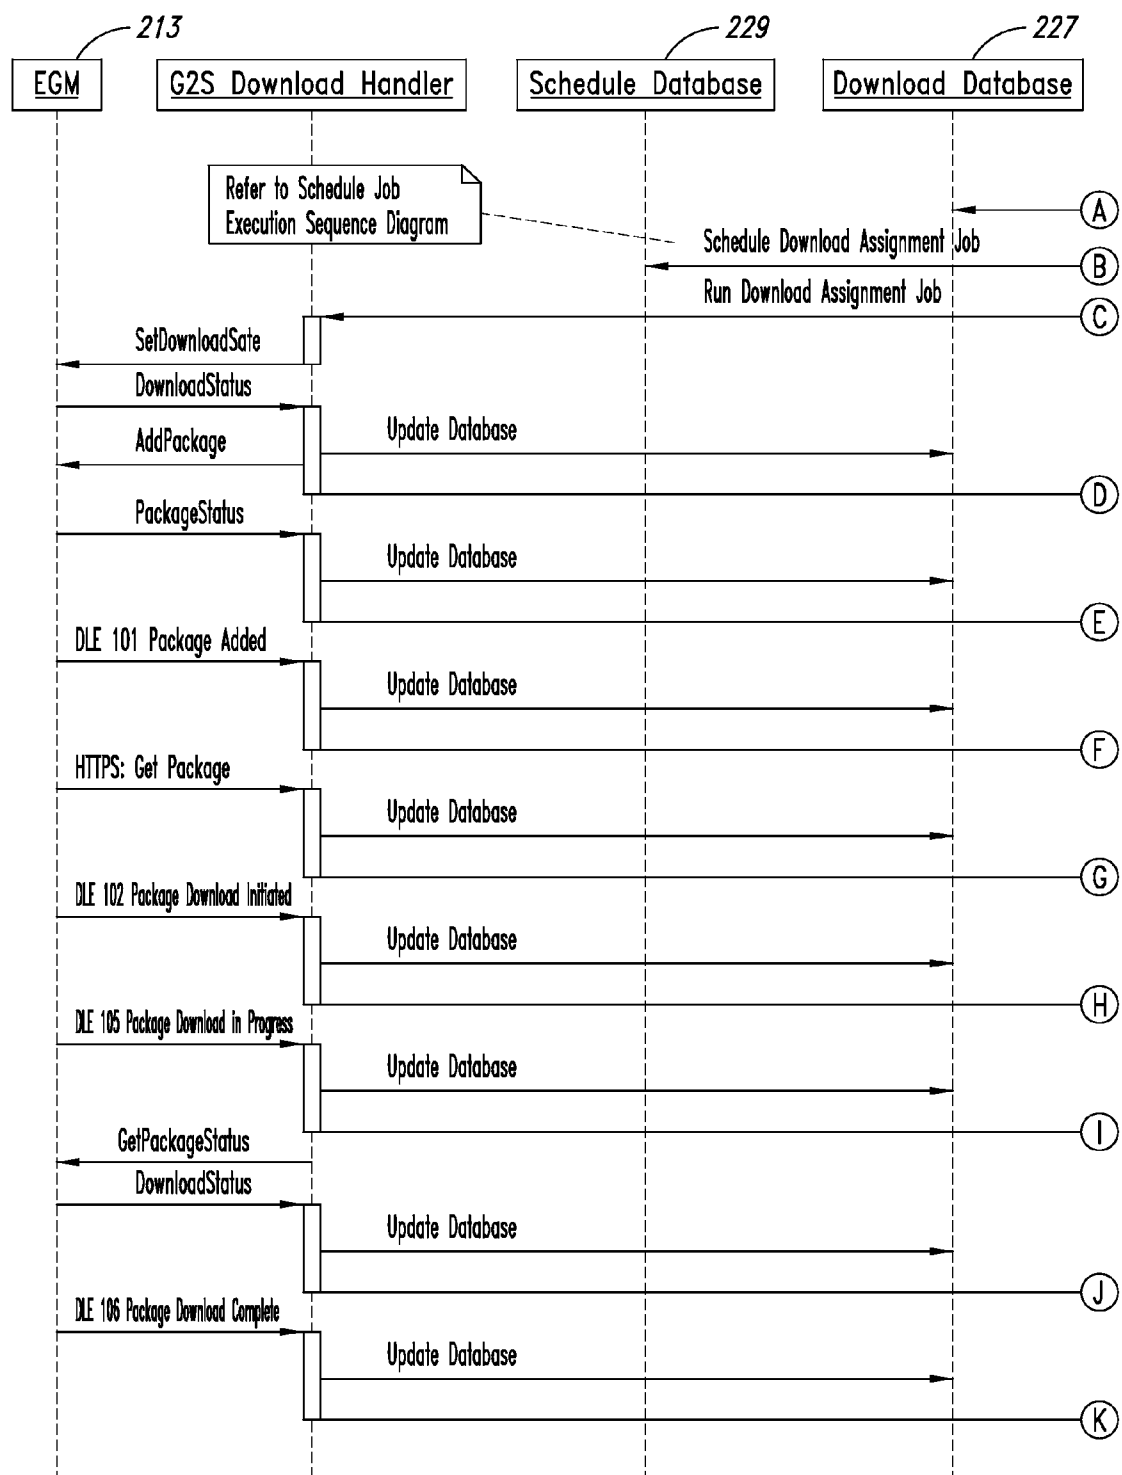 213
229
227
EGM
G2S Download Handler
Schedule Database
Download Database
Refer to Schedule Job
Execution Sequence Diagram
A
Schedule Download Assignment Job
B
Run Download Assignment Job
C
SetDownloadSate
DownloadStatus
Update Database
AddPackage
D
PackageStatus
Update Database
E
DLE 101 Package Added
Update Database
F
HTTPS: Get Package
Update Database
G
DLE 102 Package Download Initiated
Update Database
H
DLE 105 Package Download in Progress
Update Database
I
GetPackageStatus
DownloadStatus
Update Database
J
DLE 106 Package Download Complete
Update Database
K